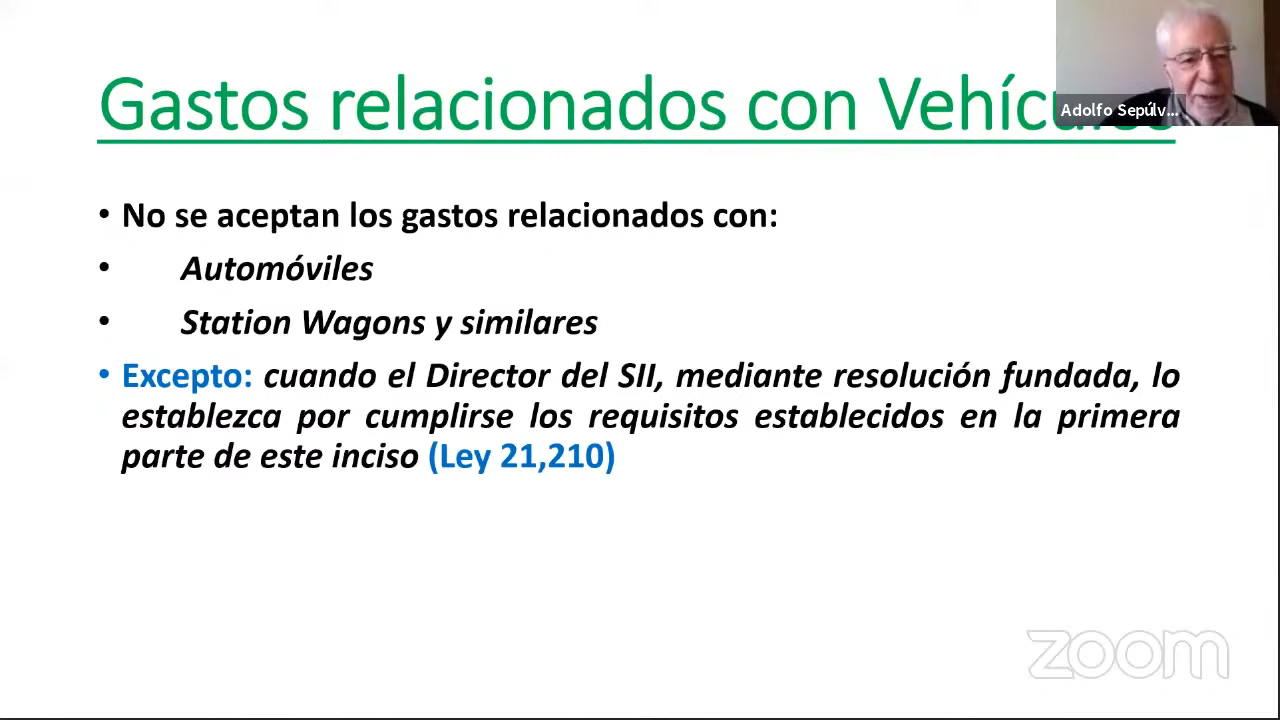 Gastos relacionados con
Adolfo Sepúlv...
• No se aceptan los gastos relacionados con:
• Automóviles
• Station Wagons y similares
• Excepto: cuando el Director del SII, mediante resolución fundada, lo
establezca por cumplirse los requisitos establecidos en la primera
parte de este inciso (Ley 21,210)
zoom